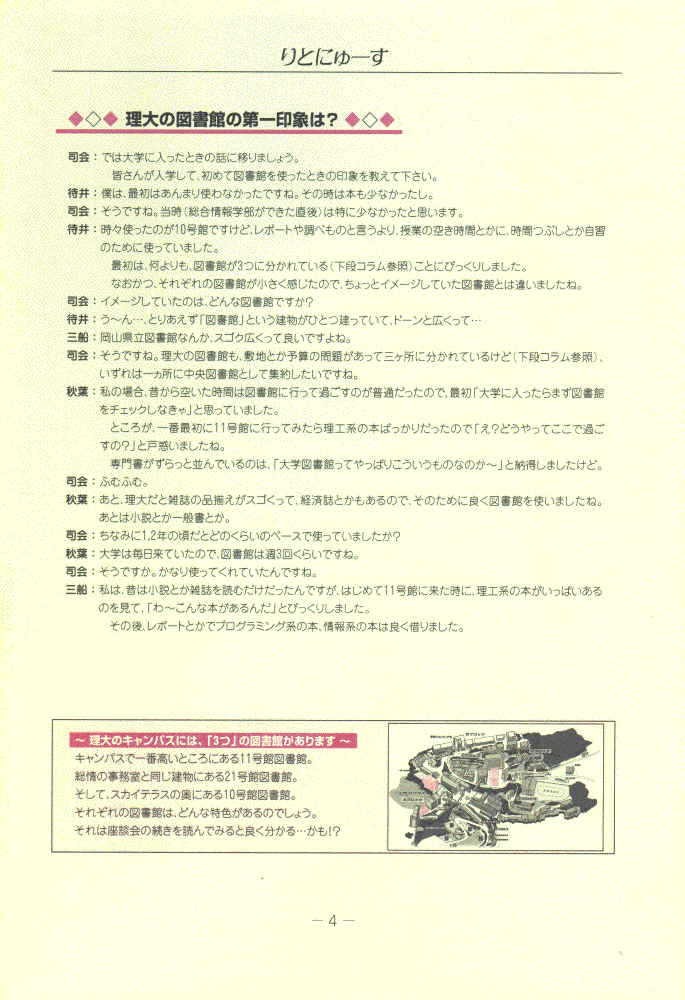 りとにゅーす
◆◇◆ 理大の図書館の第一印象は? ◆◇◆
司会：では大学に入ったときの話に移りましょう。
皆さんが入学して、初めて図書館を使ったときの印象を教えて下さい。
待井：僕は、最初はあんまり使わなかったですね。その時は本も少なかったし。
司会：そうですね。当時（総合情報学部ができた直後）は特に少なかったと思います。
待井：時々使ったのが10号館ですけど、レポートや調べものと言うより、授業の空き時間とかに、時間つぶしとか自習
のために使っていました。
最初は、何よりも、図書館が3つに分かれている（下段コラム参照）ことにびっくりしました。
なおかつ、それぞれの図書館が小さく感じたので、ちょっとイメージしていた図書館とは違いましたね。
司会：イメージしていたのは、どんな図書館ですか?
待井：う〜ん…、とりあえず「図書館」という建物がひとつ建っていて、ドーンと広くって…
三船：岡山県立図書館なんか、スゴク広くって良いですよね。
司会：そうですね。理大の図書館も、敷地とか予算の問題があって三ヶ所に分かれているけど（下段コラム参照）、
いずれは一ヵ所に中央図書館として集約したいですね。
秋葉：私の場合、昔から空いた時間は図書館に行って過ごすのが普通だったので、最初「大学に入ったらまず図書館
をチェックしなきゃ」と思っていました。
ところが、一番最初に11号館に行ってみたら理工系の本ばっかりだったので「え?どうやってここで過ご
すの?」と戸惑いましたね。
専門書がずらっと並んでいるのは、「大学図書館ってやっぱりこういうものなのか〜」と納得しましたけど。
司会：ふむふむ。
秋葉：あと、理大だと雑誌の品揃えがスゴくって、経済誌とかもあるので、そのために良く図書館を使いましたね。
あとは小説とか一般書とか。
司会：ちなみに1,2年の頃だとどのくらいのペースで使っていましたか?
秋葉：大学は毎日来ていたので、図書館は週3回くらいですね。
司会：そうですか。かなり使ってくれていたんですね。
三船：私は、昔は小説とか雑誌を読むだけだったんですが、はじめて11号館に来た時に、理工系の本がいっぱいある
のを見て、「わ〜こんな本があるんだ」とびっくりしました。
その後、レポートとかでプログラミング系の本、情報系の本は良く借りました。
〜 理大のキャンパスには、「3つ」の図書館があります 〜
キャンパスで一番高いところにある11号館図書館。
総情の事務室と同じ建物にある21号館図書館。
そして、スカイテラスの奥にある10号館図書館。
それぞれの図書館は、どんな特色があるのでしょう。
それは座談会の続きを読んでみると良く分かる…かも!?
― 4 ―